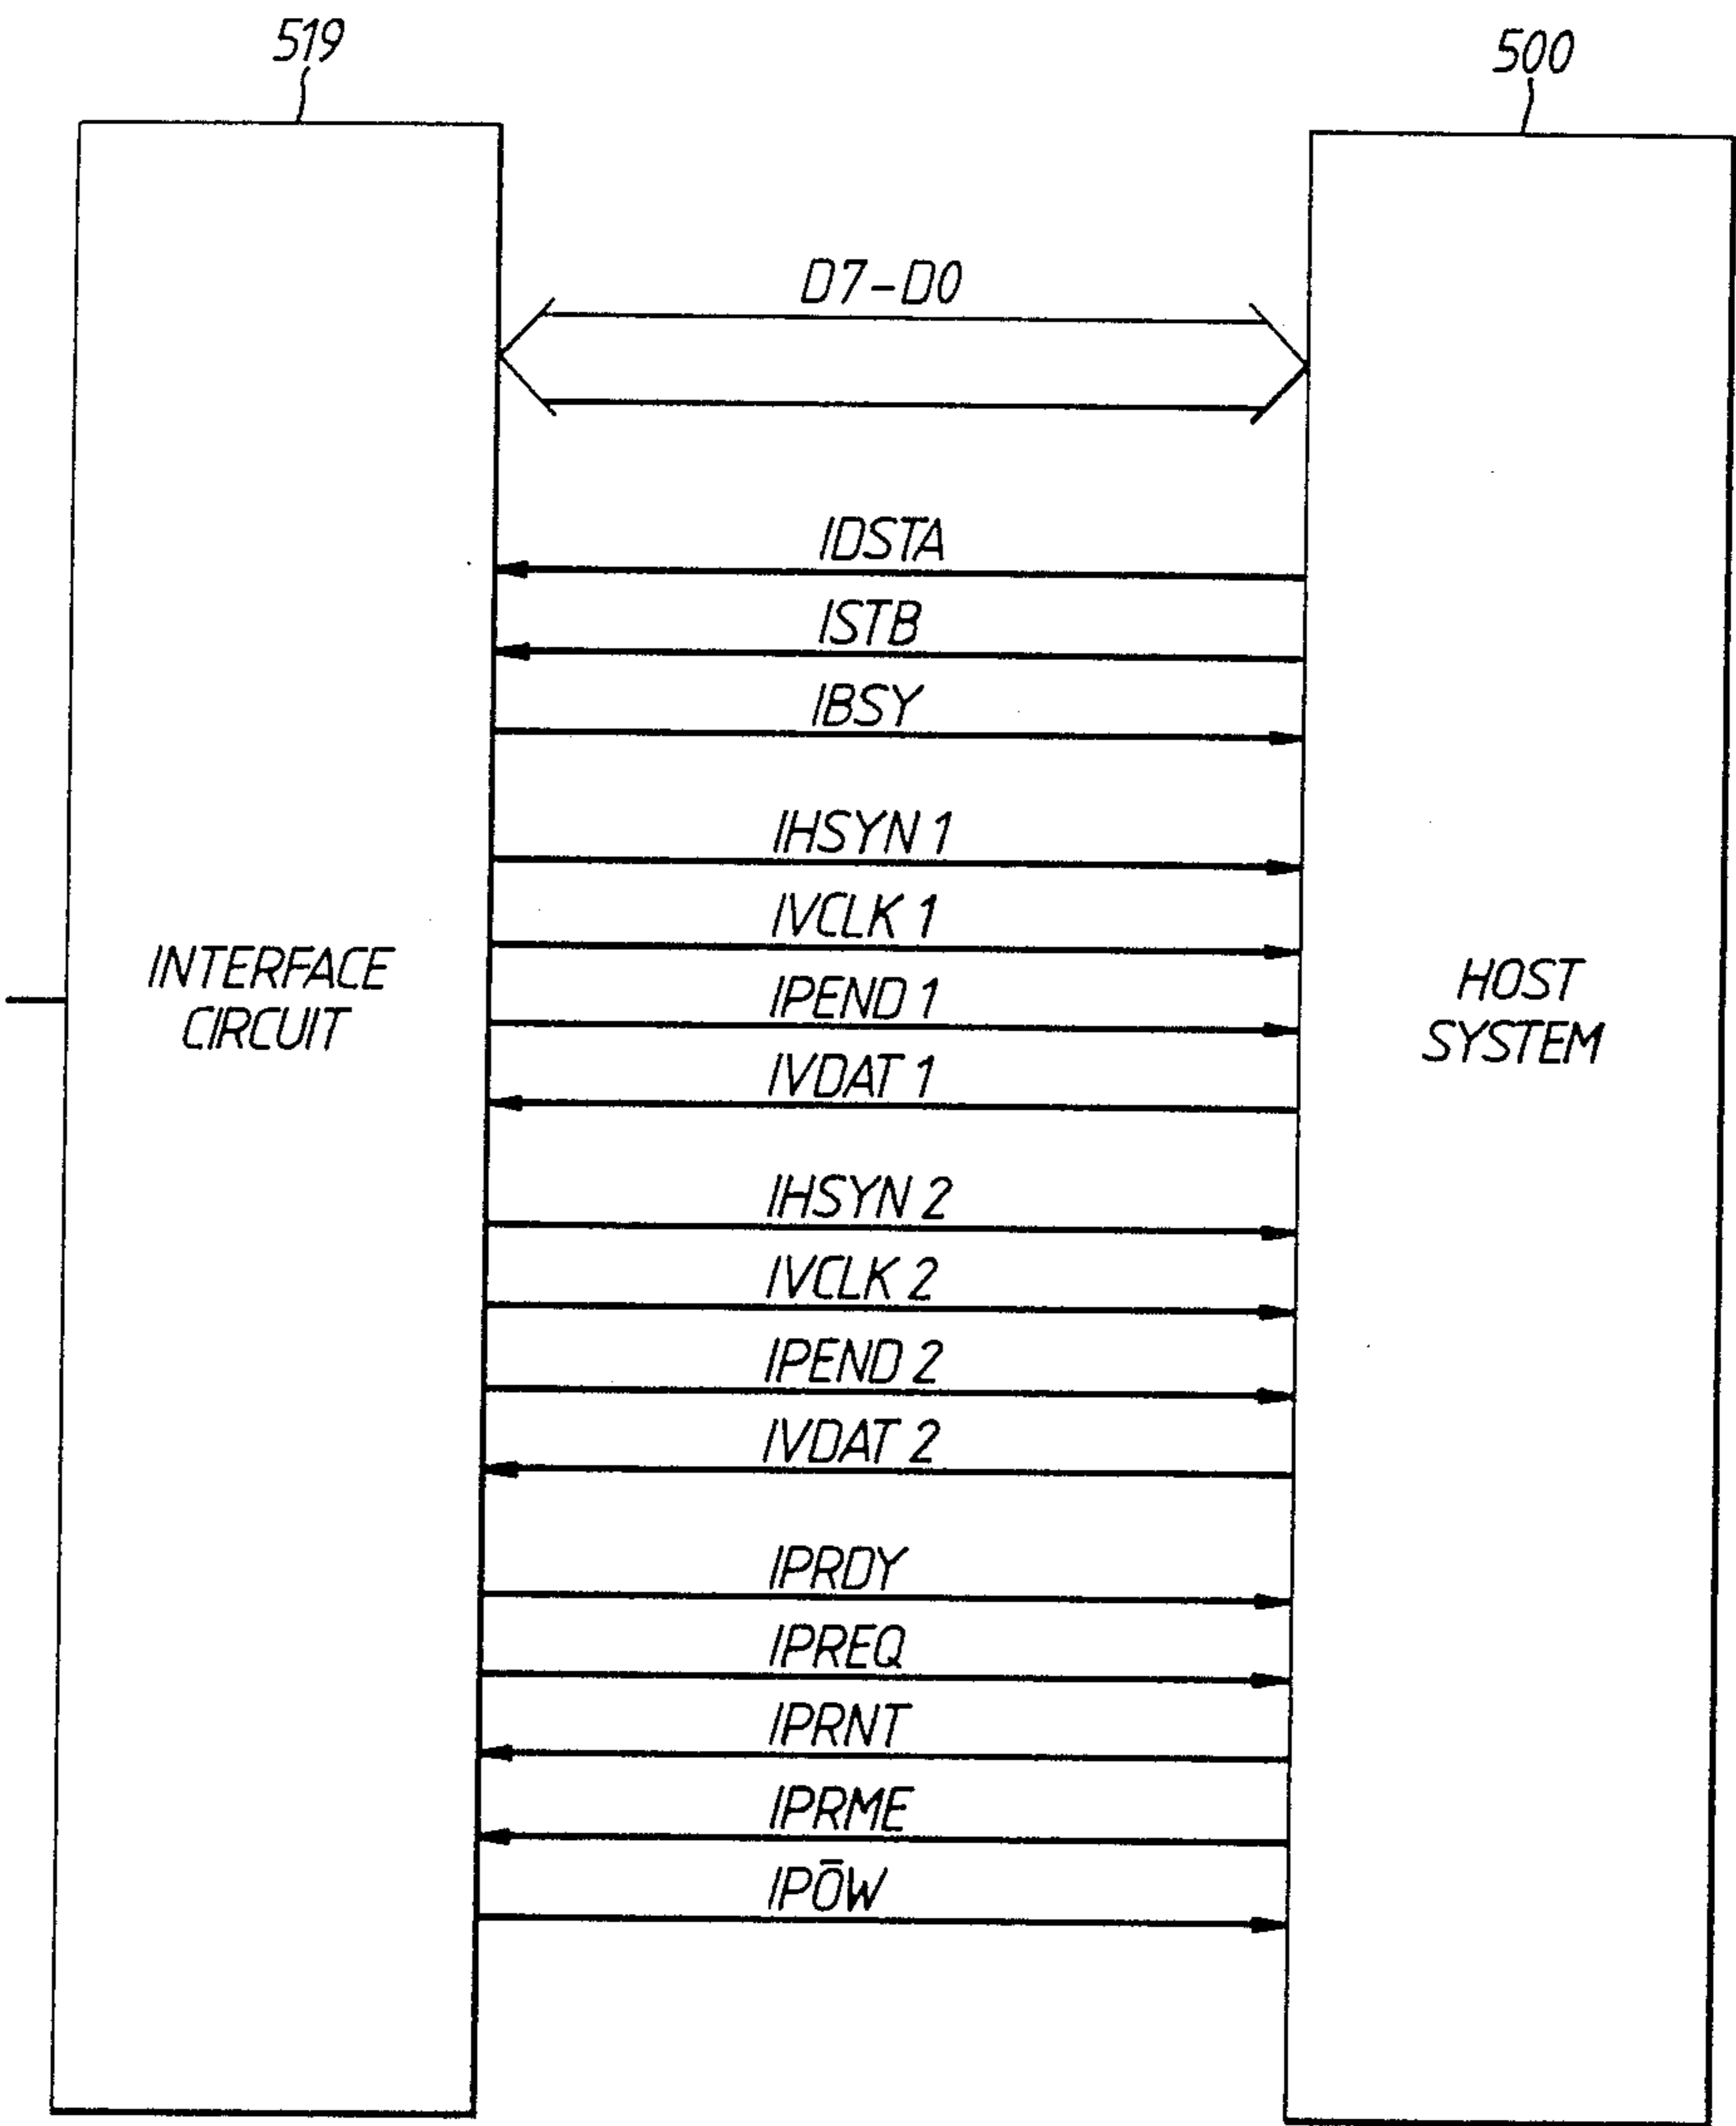 519
500
D7-D0
IDSTA
ISTB
IBSY
IHSYN 1
IVCLK 1
IPEND 1
IVDAT 1
INTERFACE
CIRCUIT
HOST
SYSTEM
IHSYN 2
IVCLK 2
IPEND 2
IVDAT 2
IPRDY
IPREQ
IPRNT
IPRME
IPŌW